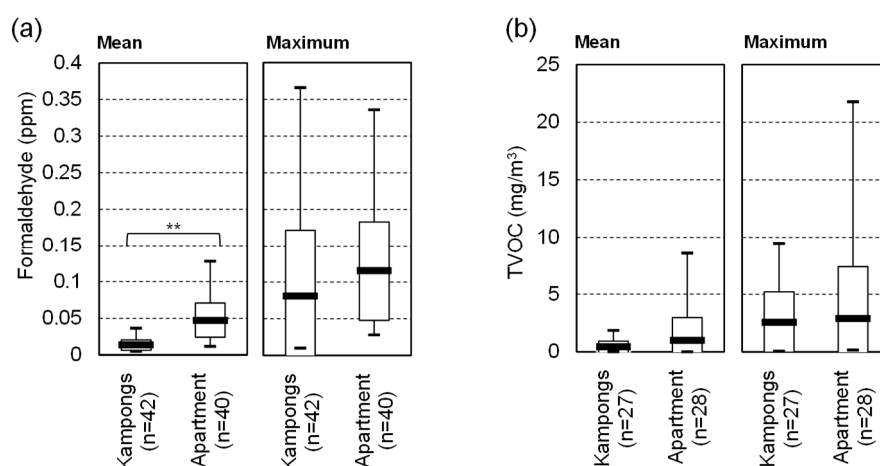 (a)
Mean
Maximum
Formaldehyde (ppm)
0.4
0.35
0.3
0.25
0.2
0.15
0.1
0.05
0
**
Kampongs
(n=42)
Apartment
(n=40)
Kampongs
(n=42)
Apartment
(n=40)
(b)
Mean
Maximum
TVOC (mg/m³)
25
20
15
10
5
0
Kampongs
(n=27)
Apartment
(n=28)
Kampongs
(n=27)
Apartment
(n=28)